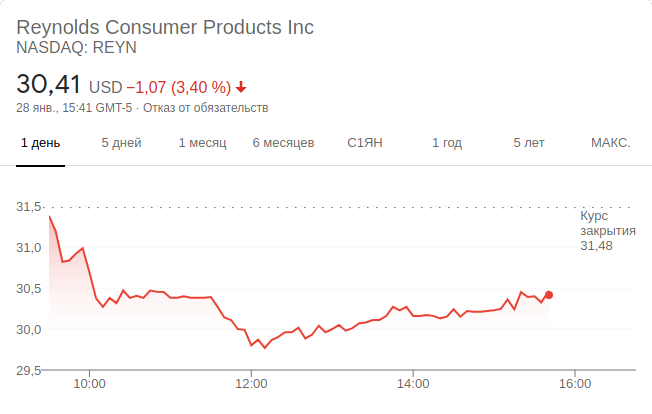 Reynolds Consumer Products Inc
NASDAQ: REYN
30,41 USD −1,07 (3,40 %)
28 янв., 15:41 GMT-5 · Отказ от обязательств
1 день 5 дней 1 месяц 6 месяцев С1ЯН 1 год 5 лет МАКС.
31,5
Курс
закрытия
31,48
31,0
30,5
30,0
29,5
10:00 12:00 14:00 16:00